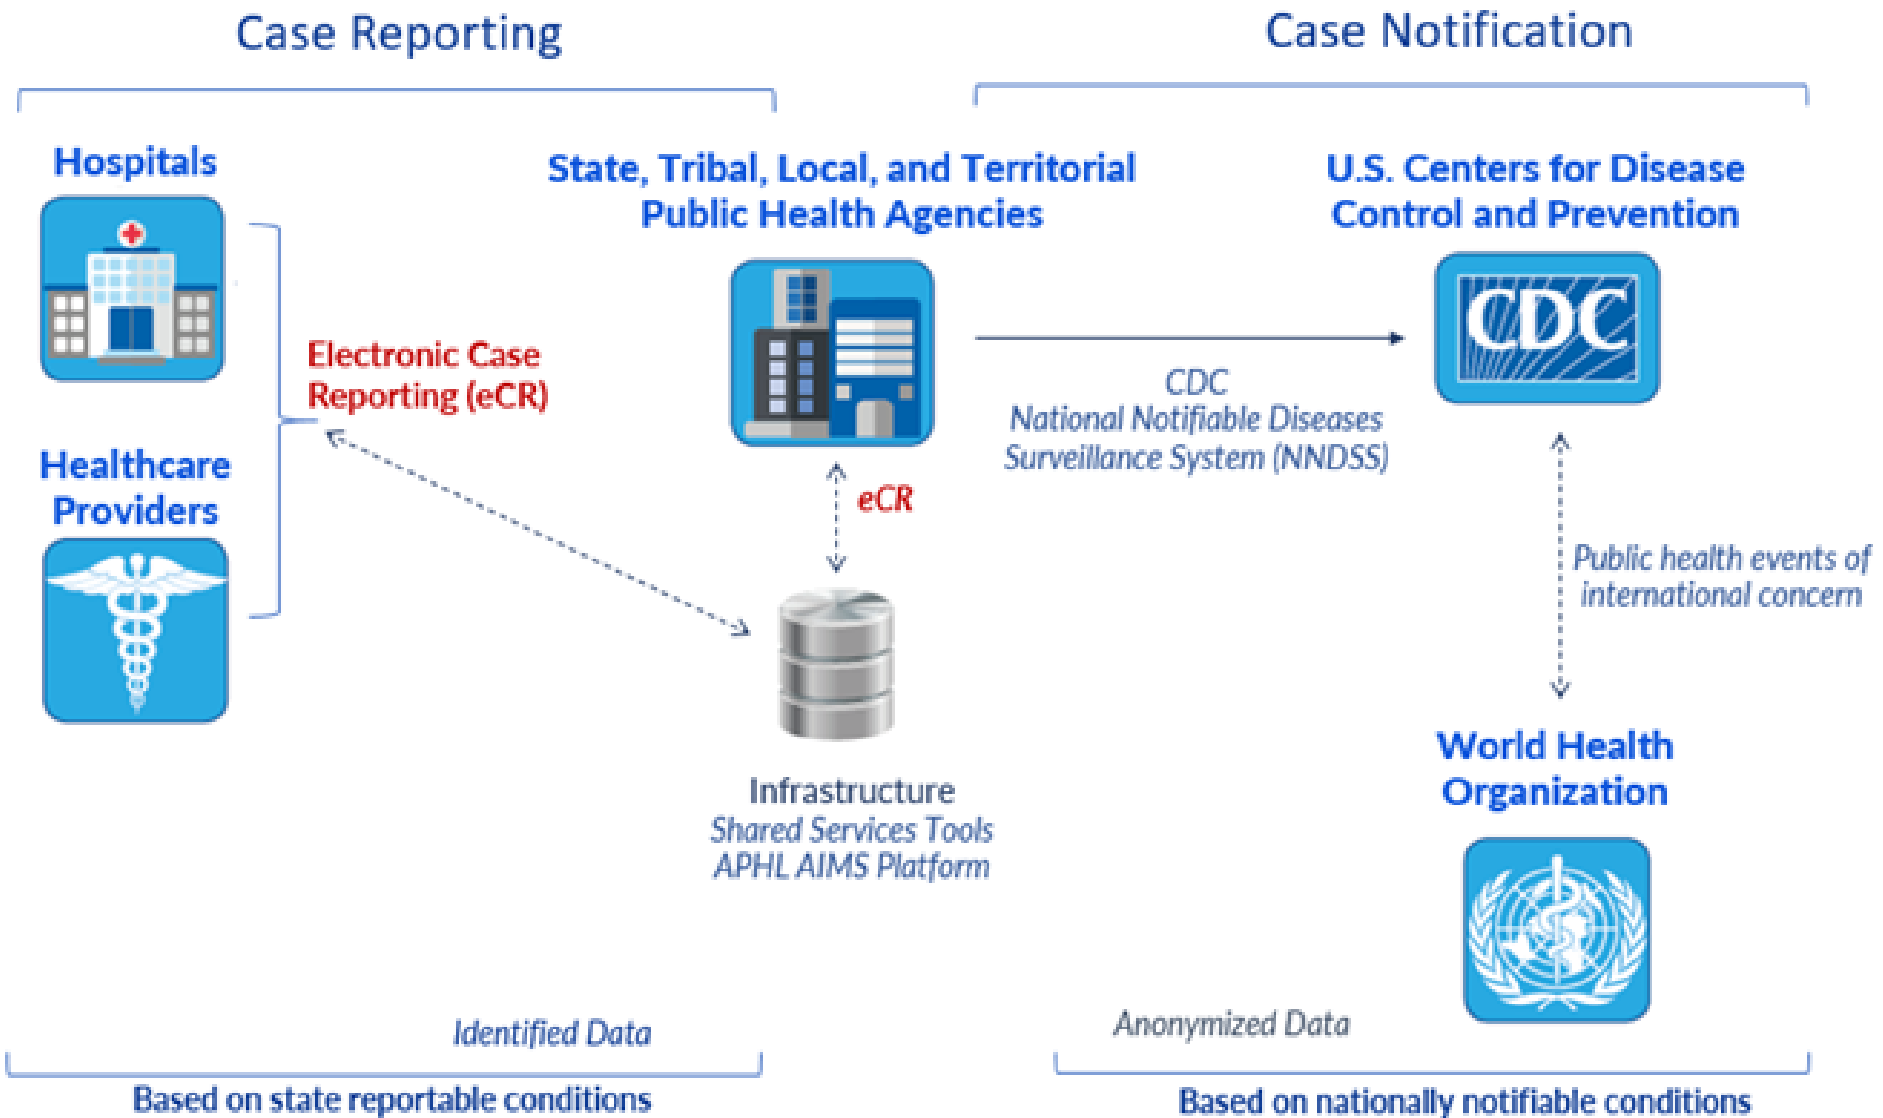 Case Reporting
Case Notification
Hospitals
State, Tribal, Local, and Territorial
Public Health Agencies
U.S. Centers for Disease
Control and Prevention
CDC
Electronic Case
Reporting (eCR)
CDC
National Notifiable Diseases
Surveillance System (NNDSS)
Healthcare
Providers
eCR
Public health events of
international concern
World Health
Organization
Infrastructure
Shared Services Tools
APHL AIMS Platform
Identified Data
Anonymized Data
Based on state reportable conditions
Based on nationally notifiable conditions